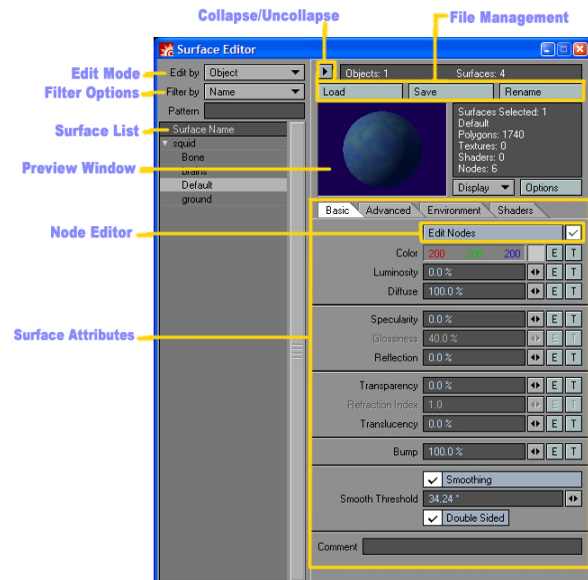 Collapse/Uncollapse
File Management
Surface Editor
Edit Mode
Edit by Object
Objects: 1 Surfaces: 4
Filter Options
Filter by Name
Load Save Rename
Pattern
Surface List
Surface Name
squid
Bone
Brains
Default
ground
Preview Window
Surfaces Selected: 1
Default
Polygons: 1740
Textures: 0
Shaders: 0
Nodes: 6
Display Options
Basic Advanced Environment Shaders
Node Editor
Edit Nodes
Color 200 200 200 E T
Luminosity 0.0 % E T
Diffuse 100.0 % E T
Surface Attributes
Specularity 0.0 % E T
Glossiness 40.0 % E T
Reflection 0.0 % E T
Transparency 0.0 % E T
Refraction Index 1.0 E T
Translucency 0.0 % E T
Bump 100.0 % E T
Smoothing
Smooth Threshold 34.24 °
Double Sided
Comment